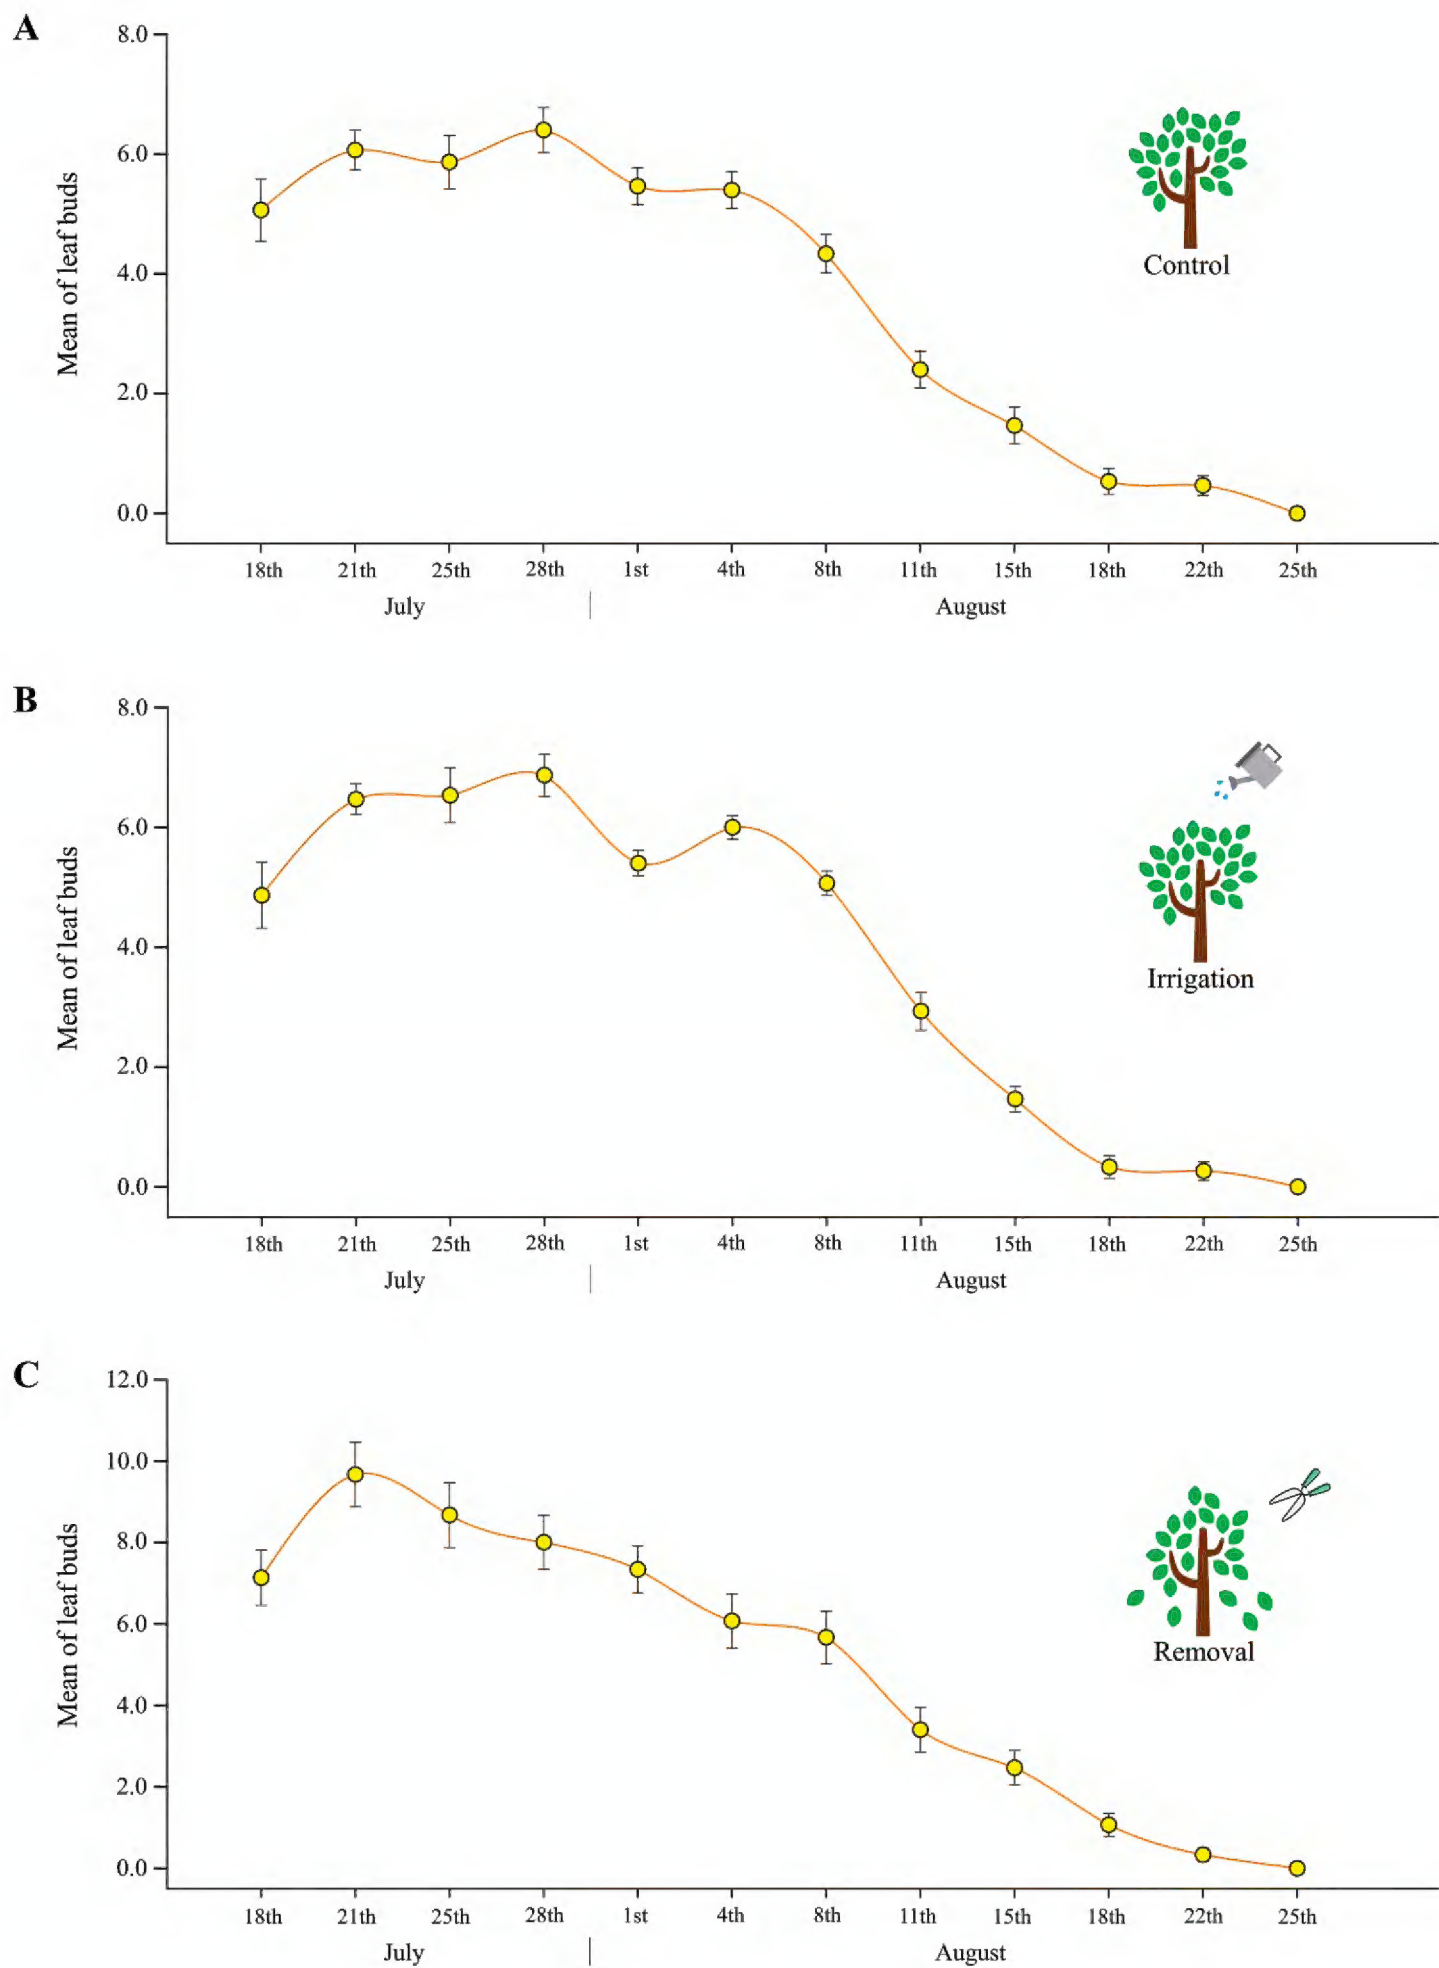 A
8.0
6.0
4.0
2.0
0.0
Mean of leaf buds
Control
18th 21th 25th 28th 1st 4th 8th 11th 15th 18th 22th 25th
July | August
B
8.0
6.0
4.0
2.0
0.0
Mean of leaf buds
Irrigation
18th 21th 25th 28th 1st 4th 8th 11th 15th 18th 22th 25th
July | August
C
12.0
10.0
8.0
6.0
4.0
2.0
0.0
Mean of leaf buds
Removal
18th 21th 25th 28th 1st 4th 8th 11th 15th 18th 22th 25th
July | August